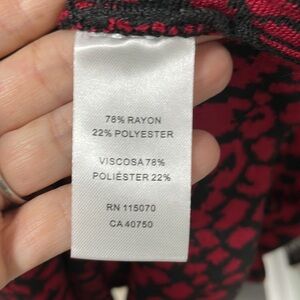 78% RAYON
22% POLYESTER
VISCOSA 78%
POLIÉSTER 22%
RN 115070
CA 40750